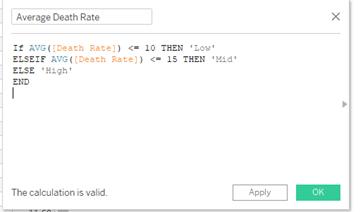 Average Death Rate
If AVG([Death Rate]) <= 10 THEN 'Low'
ELSEIF AVG([Death Rate]) <= 15 THEN 'Mid'
ELSE 'High'
END
The calculation is valid.
Apply
OK